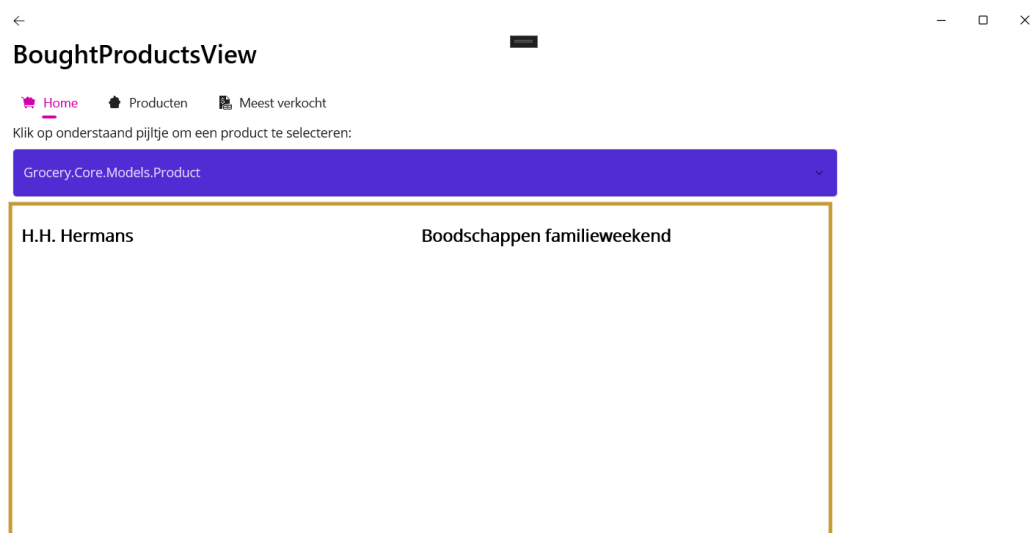 BoughtProductsView
Home Producten Meest verkocht
Klik op onderstaand pijltje om een product te selecteren:
Grocery.Core.Models.Product
H.H. Hermans Boodschappen familieweekend